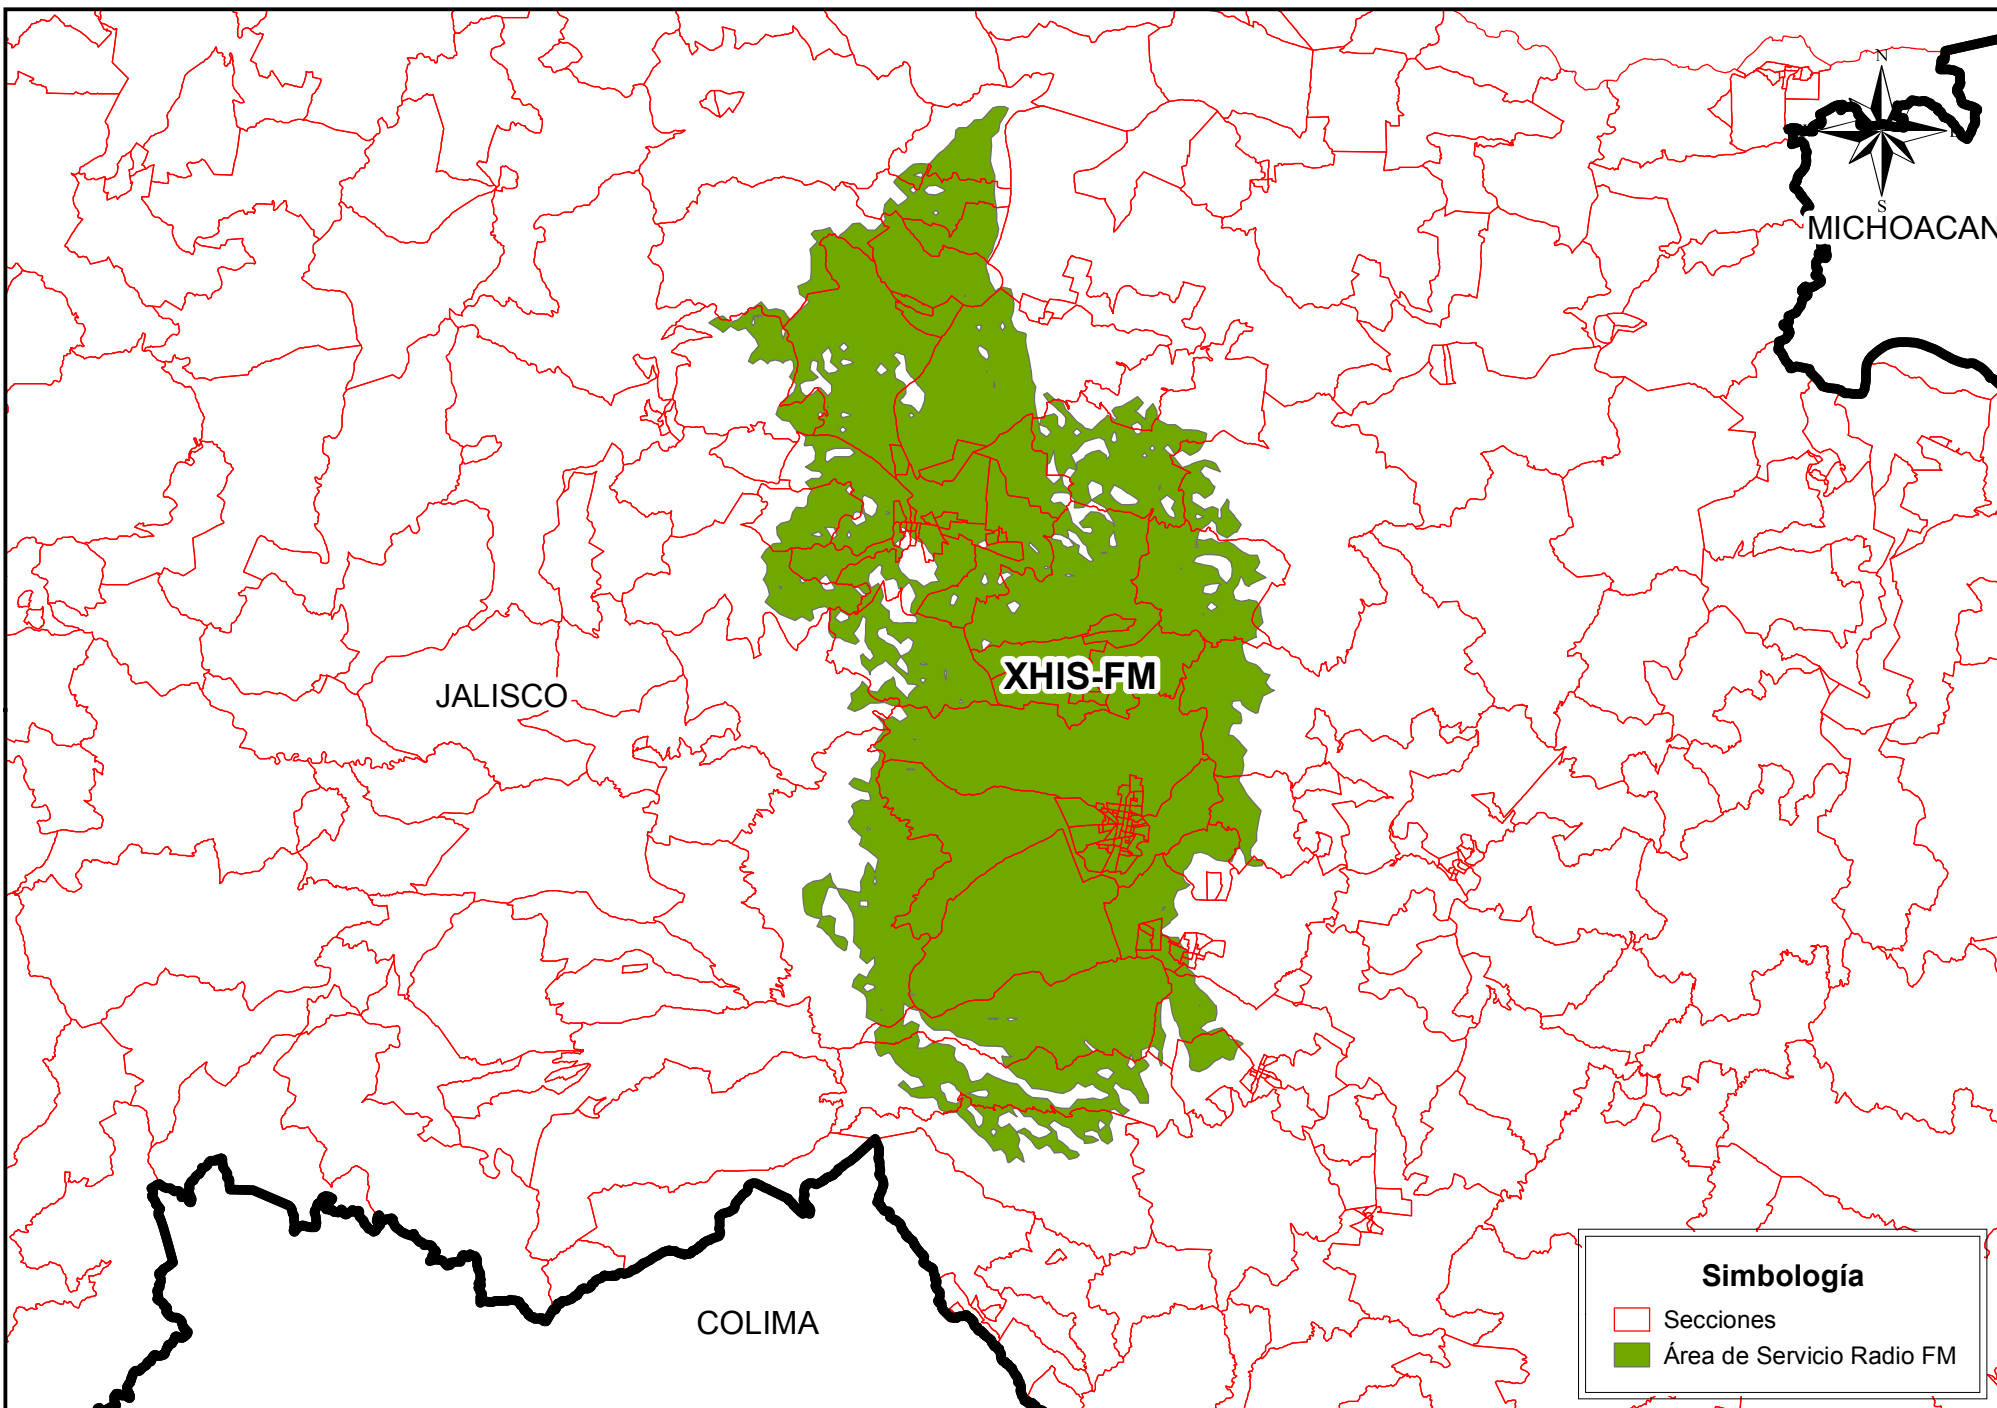 N
S
MICHOACAN
XHIS-FM
JALISCO
COLIMA
Simbología
Secciones
Área de Servicio Radio FM